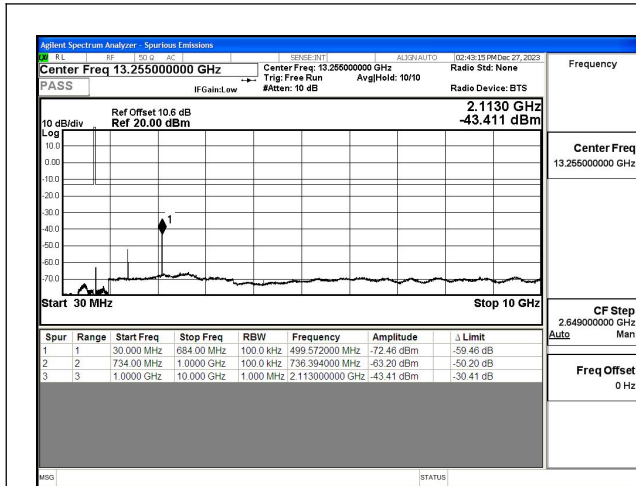 Agilent Spectrum Analyzer - Spurious Emissions
RL RF 50 Ω AC SENSE:INT ALIGNAUTO 02:43:15 PM Dec 27, 2023
Center Freq 13.255000000 GHz
Center Freq: 13.255000000 GHz
Radio Std: None
Trig: Free Run Avg|Hold: 10/10
PASS
IFGain:Low
#Atten: 10 dB
Radio Device: BTS
Frequency
2.1130 GHz
-43.411 dBm
Ref Offset 10.6 dB
10 dB/div Ref 20.00 dBm
Log
10.0
0.00
-10.0
-20.0
-30.0
-40.0
-50.0
-60.0
-70.0
1
Start 30 MHz Stop 10 GHz
Center Freq
13.255000000 GHz
CF Step
2.649000000 GHz
Auto Man
Freq Offset
0 Hz
Spur Range Start Freq Stop Freq RBW Frequency Amplitude Δ Limit
1 1 30.000 MHz 684.00 MHz 100.0 kHz 499.572000 MHz -72.46 dBm -59.46 dB
2 2 734.00 MHz 1.0000 GHz 100.0 kHz 736.394000 MHz -63.20 dBm -50.20 dB
3 3 1.0000 GHz 10.000 GHz 1.000 MHz 2.113000000 GHz -43.41 dBm -30.41 dB
MSG STATUS